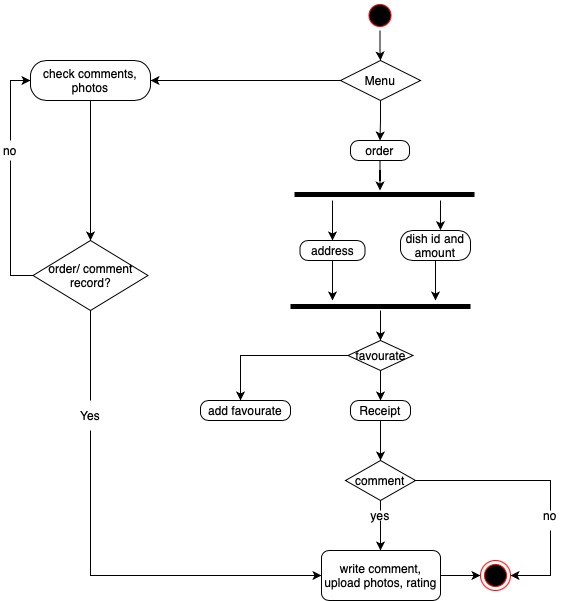 check comments,
photos
Menu
no
order
address
dish id and
amount
order/ comment
record?
favourate
add favourate
Receipt
Yes
comment
yes
no
write comment,
upload photos, rating